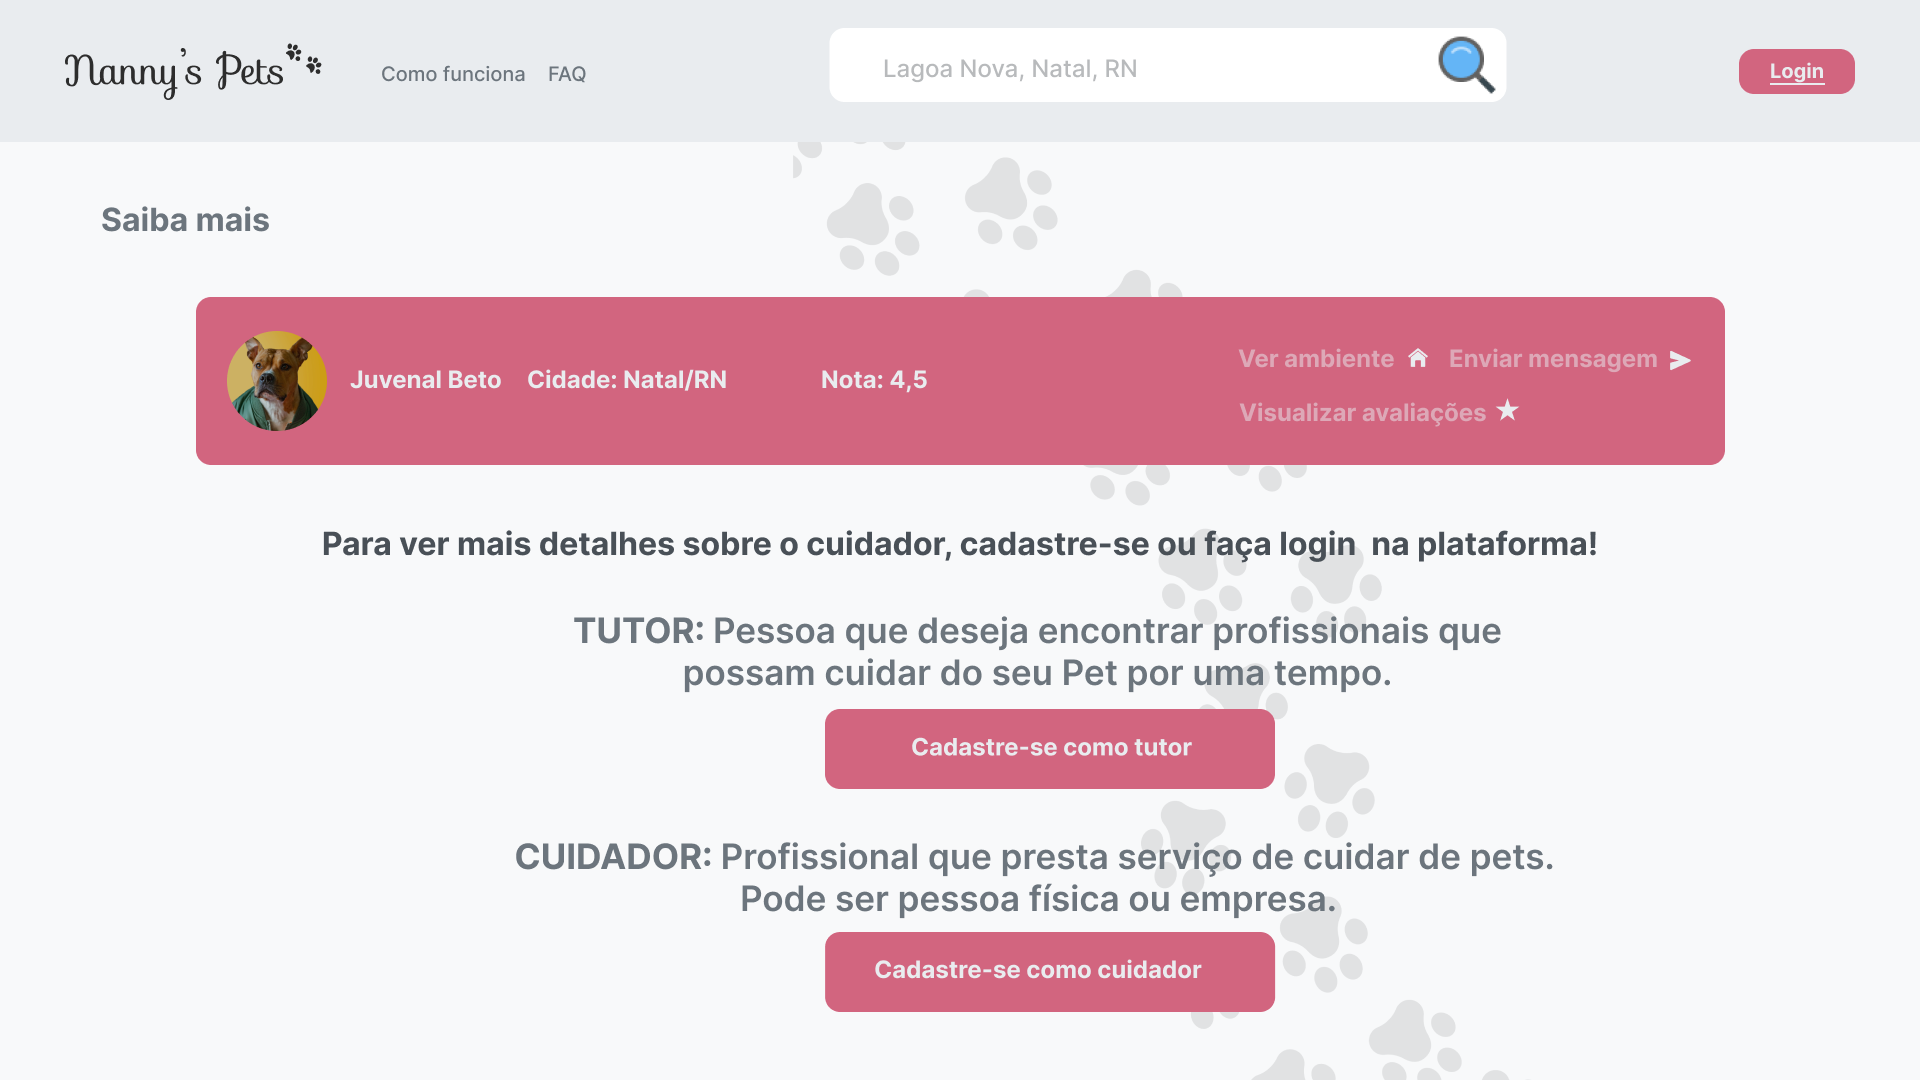 Nanny's Pets
Como funciona
FAQ
Lagoa Nova, Natal, RN
Login
Saiba mais
Juvenal Beto
Cidade: Natal/RN
Nota: 4,5
Ver ambiente
Enviar mensagem
Visualizar avaliações
Para ver mais detalhes sobre o cuidador, cadastre-se ou faça login  na plataforma!
TUTOR: Pessoa que deseja encontrar profissionais que
possam cuidar do seu Pet por uma tempo.
Cadastre-se como tutor
CUIDADOR: Profissional que presta serviço de cuidar de pets.
Pode ser pessoa física ou empresa.
Cadastre-se como cuidador